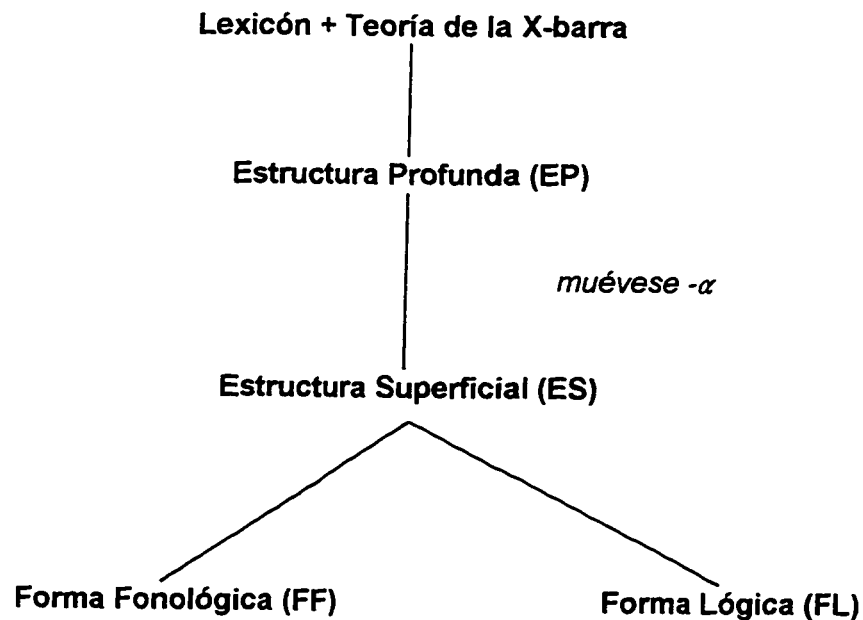 Lexicón + Teoría de la X-barra
Estructura Profunda (EP)
muévese -α
Estructura Superficial (ES)
Forma Fonológica (FF)
Forma Lógica (FL)